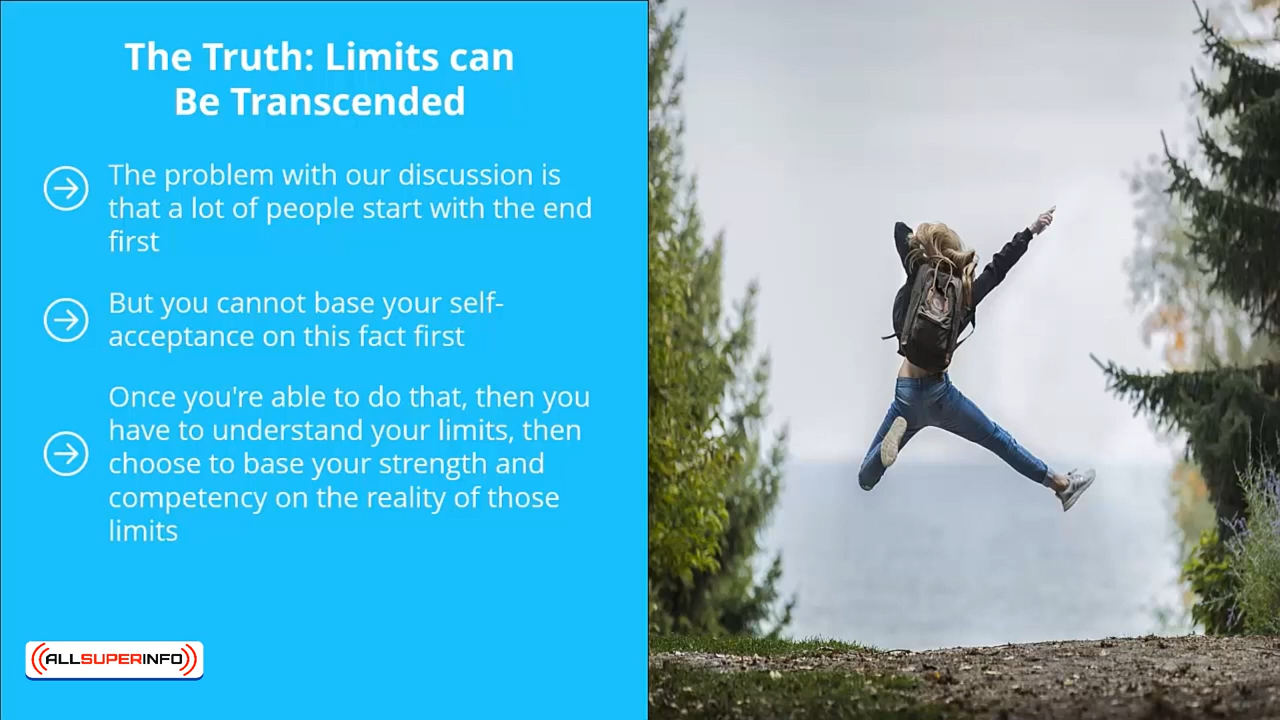 The Truth: Limits can
Be Transcended
The problem with our discussion is
that a lot of people start with the end
first
But you cannot base your self-
acceptance on this fact first
Once you're able to do that, then you
have to understand your limits, then
choose to base your strength and
competency on the reality of those
limits
ALLSUPERINFO